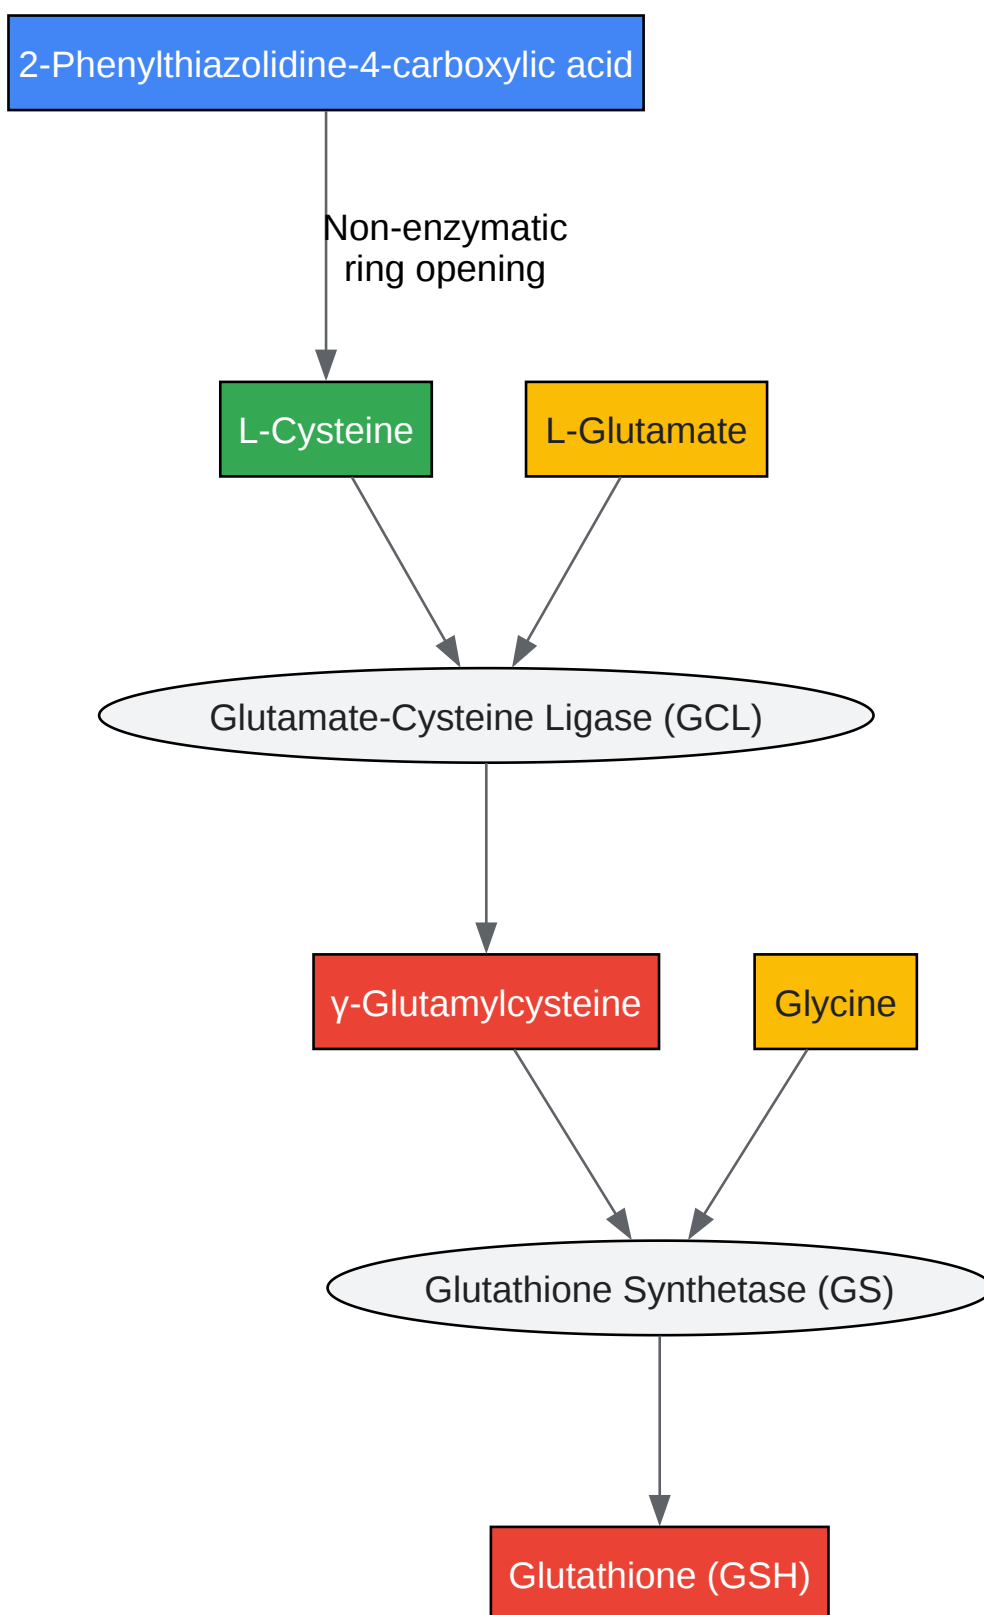 2-Phenylthiazolidine-4-carboxylic acid
Non-enzymatic
ring opening
L-Cysteine
L-Glutamate
Glutamate-Cysteine Ligase (GCL)
γ-Glutamylcysteine
Glycine
Glutathione Synthetase (GS)
Glutathione (GSH)